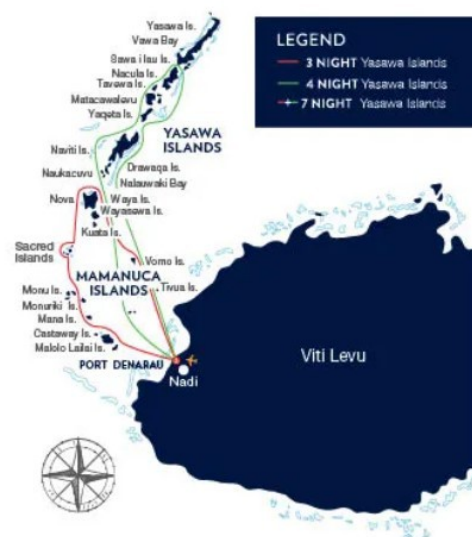 Yasawa Is.
Vawa Bay
Sawa i lau Is.
Nacula Is.
Tavewa Is.
Matacawalevu
Yaqeta Is.
YASAWA
ISLANDS
Naviti Is.
Drawaqa Is.
Naukacuvu
Nalauwaki Bay
Nova
Waya Is.
Wayasewa Is.
Kuata Is.
Sacred
Islands
Vomo Is.
MAMANUCA
ISLANDS
Tivua Is.
Monu Is.
Monuriki Is.
Mana Is.
Castaway Is.
Malolo Lailai Is.
PORT DENARAU
Nadi
Viti Levu
LEGEND
3 NIGHT Yasawa Islands
4 NIGHT Yasawa Islands
7 NIGHT Yasawa Islands